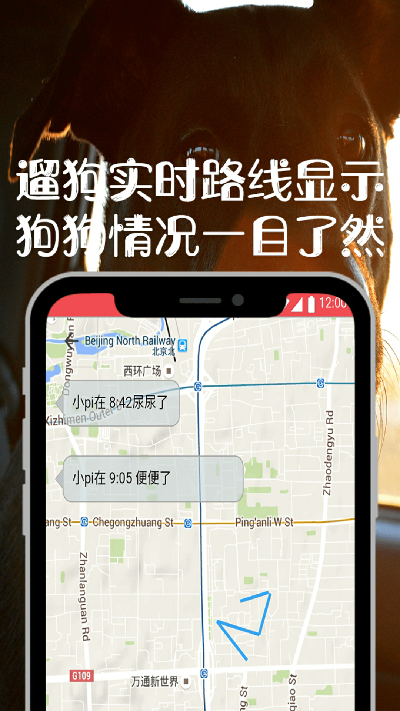 遛狗实时路线显示
狗狗情况一目了然
12:00
Beijing North Railway
北京北
Dongwuyuan
西环广场
小pi在 8:42尿尿了
Xizhimen-Outer
Zhaodengyu Rd
小pi在 9:05 便便了
ang St
Chegongzhuang St
Ping'anli W St
Zhanlanguan Rd
G109
万通新世界